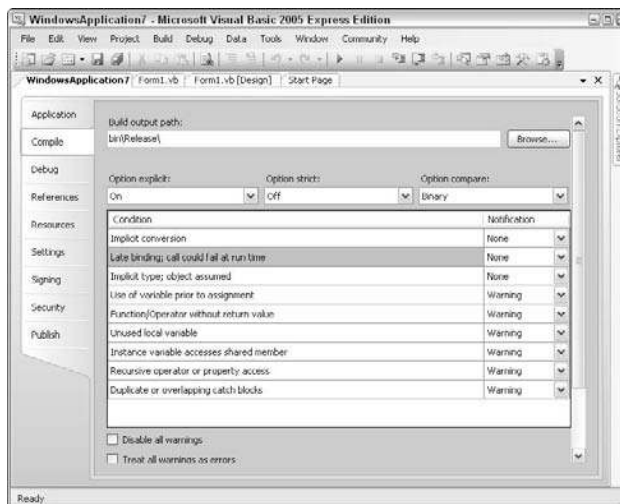 WindowsApplication7 - Microsoft Visual Basic 2005 Express Edition
File Edit View Project Build Debug Data Tools Window Community Help
WindowsApplication7 Form1.vb Form1.vb [Design] Start Page
Application
Compile
Debug
References
Resources
Settings
Signing
Security
Publish
Build output path:
bin\Release\ Browse...
Option explicit: Option strict: Option compare:
On Off Binary
Condition Notification
Implicit conversion None
Late binding; call could fail at run time None
Implicit type; object assumed None
Use of variable prior to assignment Warning
Function/Operator without return value Warning
Unused local variable Warning
Instance variable accesses shared member Warning
Recursive operator or property access Warning
Duplicate or overlapping catch blocks Warning
Disable all warnings
Treat all warnings as errors
Ready